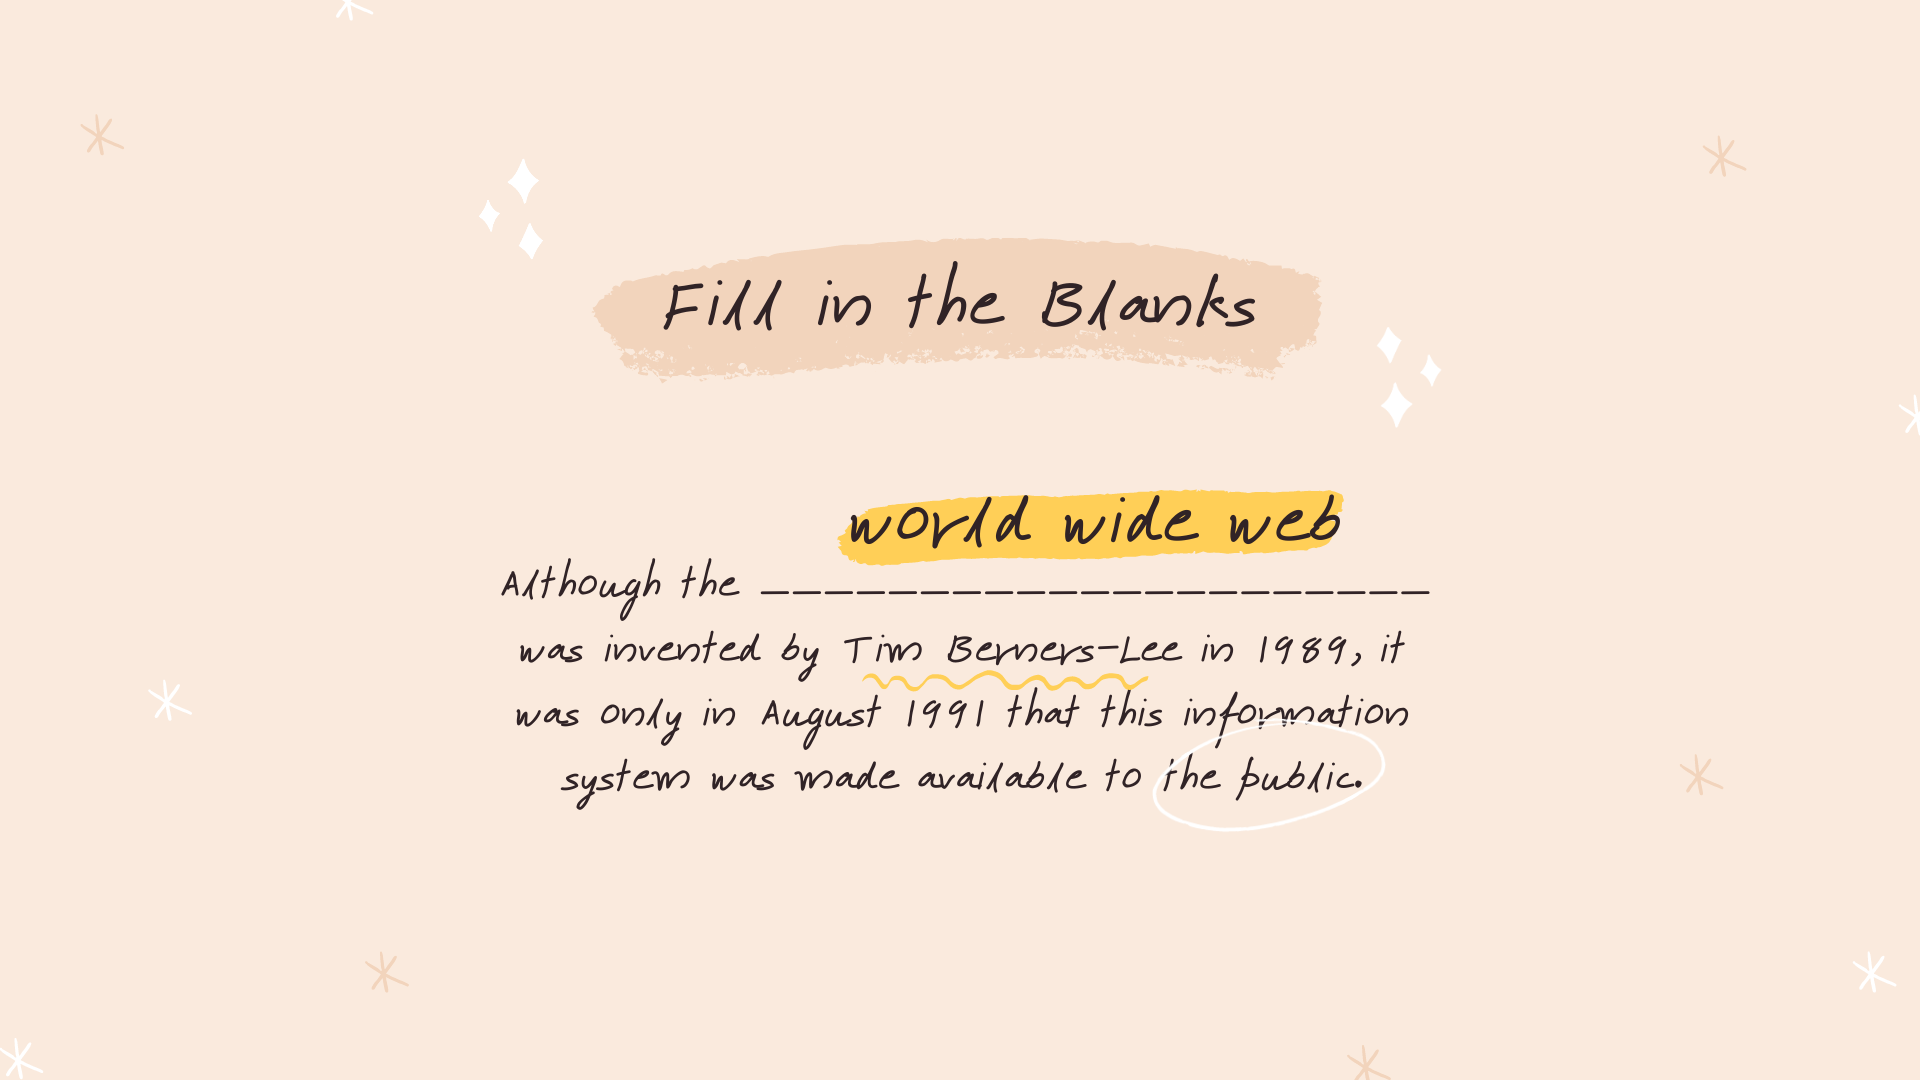 Fill in the Blanks
world wide web
Although the _____________________
was invented by Tim Berners-Lee in 1989, it
was only in August 1991 that this information
system was made available to the public.